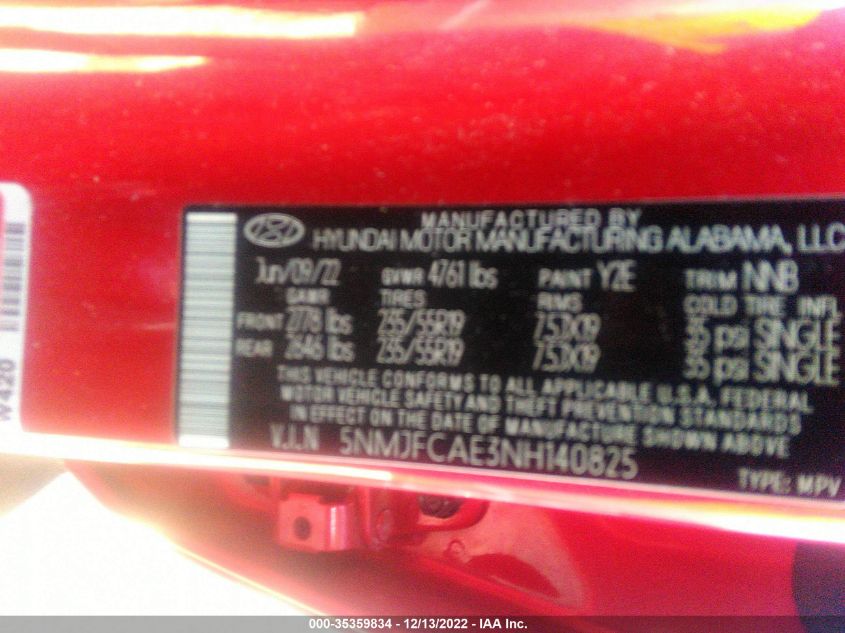 MANUFACTURED BY
HYUNDAI MOTOR MANUFACTURING ALABAMA, LLC
Jun/09/22 GVWR 4761 lbs PAINT Y2E TRIM NNB
GAWR TIRES RIMS COLD TIRE INFL
FRONT 2778 lbs 235/55R19 7.5JX19 35 psi SINGLE
REAR 2646 lbs 235/55R19 7.5JX19 35 psi SINGLE
THIS VEHICLE CONFORMS TO ALL APPLICABLE U.S.A. FEDERAL
MOTOR VEHICLE SAFETY AND THEFT PREVENTION STANDARDS
IN EFFECT ON THE DATE OF MANUFACTURE SHOWN ABOVE
V.I.N 5NMJFCAE3NH140825
TYPE: MPV
W420
000-35359834 - 12/13/2022 - IAA Inc.